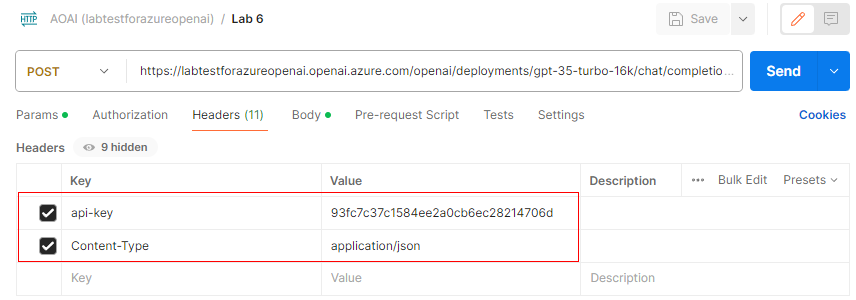 HTTP AOAI (labtestforazureopenai) / Lab 6 Save
POST https://labtestforazureopenai.openai.azure.com/openai/deployments/gpt-35-turbo-16k/chat/completio... Send
Params Authorization Headers (11) Body Pre-request Script Tests Settings Cookies
Headers 9 hidden
Key Value Description ••• Bulk Edit Presets
api-key 93fc7c37c1584ee2a0cb6ec28214706d
Content-Type application/json
Key Value Description